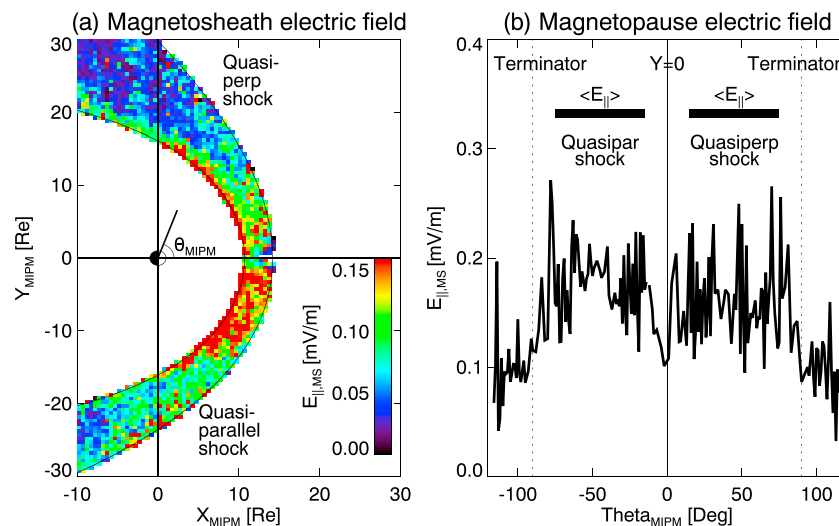 (a) Magnetosheath electric field
30
20
10
0
-10
-20
-30
Y_MIPM [Re]
Quasi-
perp
shock
θ_MIPM
Quasi-
parallel
shock
0.15
0.10
0.05
0.00
E_||,MS [mV/m]
-10 0 10 20 30
X_MIPM [Re]
(b) Magnetopause electric field
0.4
0.3
0.2
0.1
0.0
E_||,MS [mV/m]
Terminator Y=0 Terminator
<E_||> <E_||>
Quasipar Quasiperp
shock shock
-100 -50 0 50 100
Theta_MIPM [Deg]